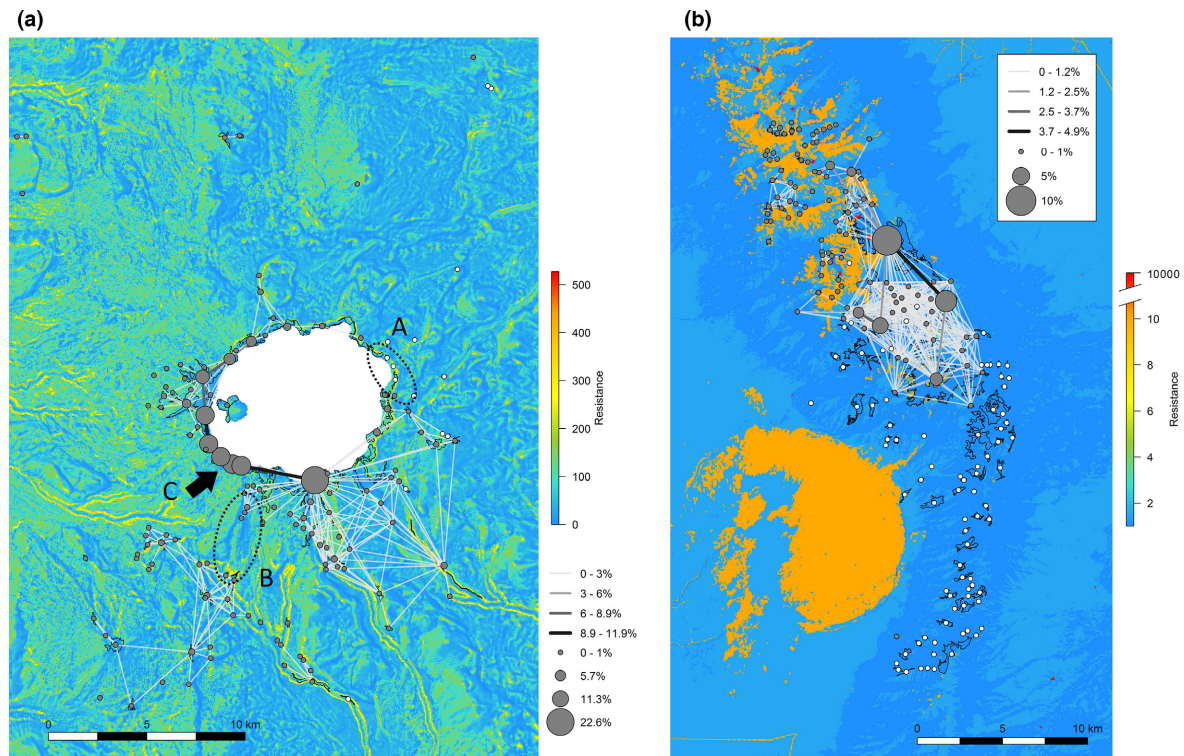 (a)
A
C
B
500
400
300
200
100
0
Resistance
0 - 3%
3 - 6%
6 - 8.9%
8.9 - 11.9%
0 - 1%
5.7%
11.3%
22.6%
0 5 10 km
(b)
0 - 1.2%
1.2 - 2.5%
2.5 - 3.7%
3.7 - 4.9%
0 - 1%
5%
10%
10000
10
8
6
4
2
Resistance
0 5 10 km